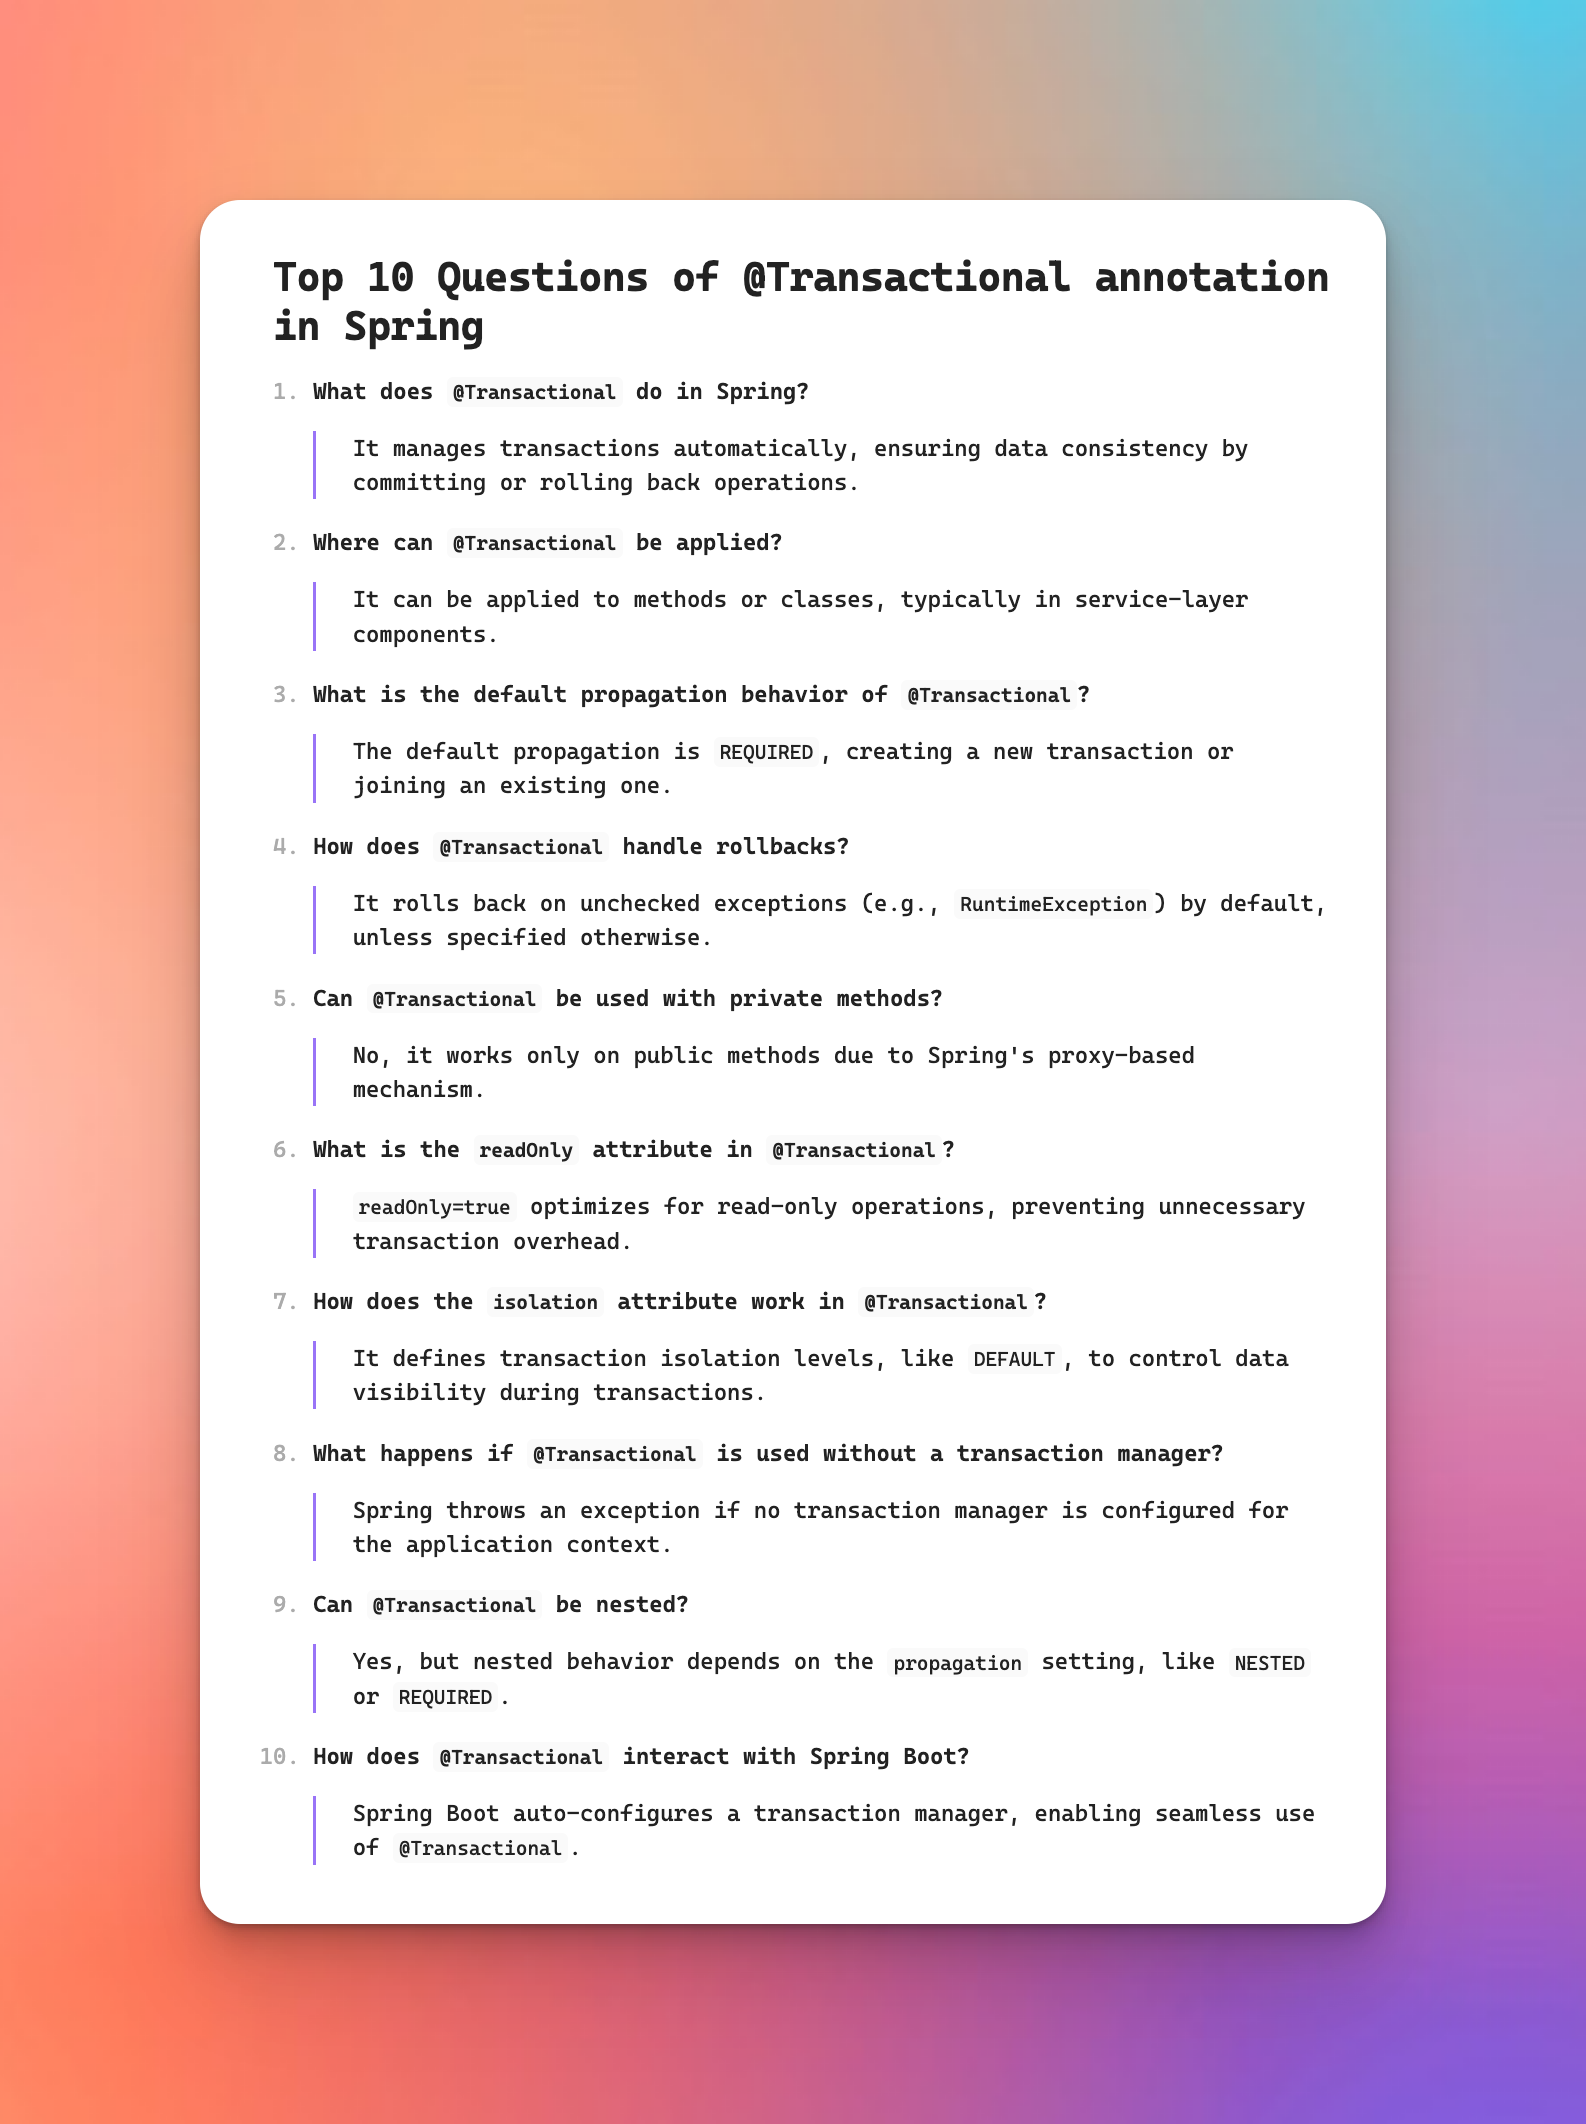 Top 10 Questions of @Transactional annotation
in Spring
1. What does @Transactional do in Spring?
It manages transactions automatically, ensuring data consistency by
committing or rolling back operations.
2. Where can @Transactional be applied?
It can be applied to methods or classes, typically in service-layer
components.
3. What is the default propagation behavior of @Transactional?
The default propagation is REQUIRED, creating a new transaction or
joining an existing one.
4. How does @Transactional handle rollbacks?
It rolls back on unchecked exceptions (e.g., RuntimeException) by default,
unless specified otherwise.
5. Can @Transactional be used with private methods?
No, it works only on public methods due to Spring's proxy-based
mechanism.
6. What is the readOnly attribute in @Transactional?
readOnly=true optimizes for read-only operations, preventing unnecessary
transaction overhead.
7. How does the isolation attribute work in @Transactional?
It defines transaction isolation levels, like DEFAULT, to control data
visibility during transactions.
8. What happens if @Transactional is used without a transaction manager?
Spring throws an exception if no transaction manager is configured for
the application context.
9. Can @Transactional be nested?
Yes, but nested behavior depends on the propagation setting, like NESTED
or REQUIRED.
10. How does @Transactional interact with Spring Boot?
Spring Boot auto-configures a transaction manager, enabling seamless use
of @Transactional.